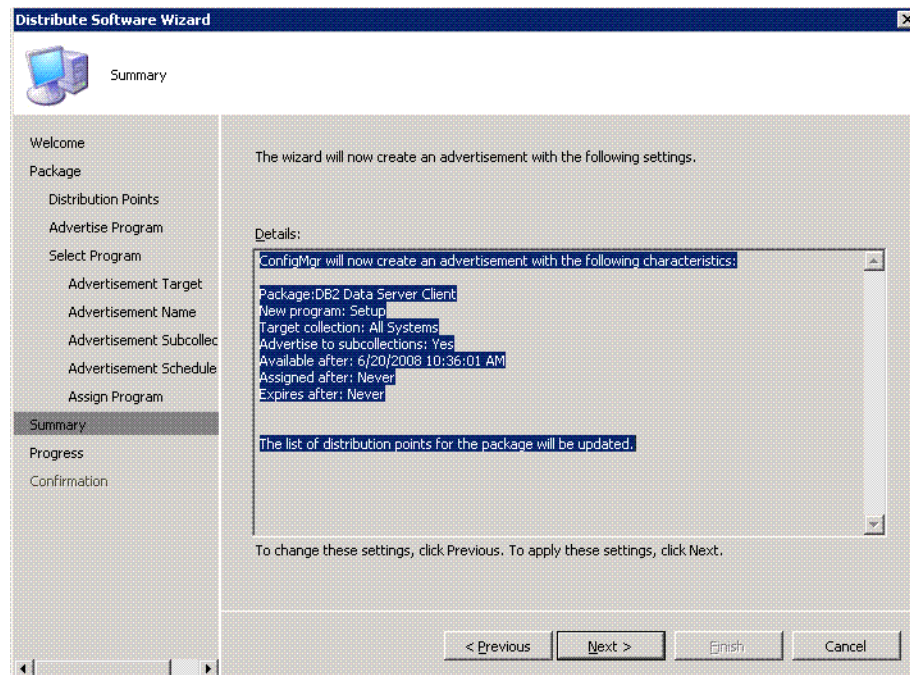 Distribute Software Wizard
Summary
Welcome
Package
Distribution Points
Advertise Program
Select Program
Advertisement Target
Advertisement Name
Advertisement Subcollec
Advertisement Schedule
Assign Program
Summary
Progress
Confirmation
The wizard will now create an advertisement with the following settings.
Details:
ConfigMgr will now create an advertisement with the following characteristics:
Package:DB2 Data Server Client
New program: Setup
Target collection: All Systems
Advertise to subcollections: Yes
Available after: 6/20/2008 10:36:01 AM
Assigned after: Never
Expires after: Never
The list of distribution points for the package will be updated.
To change these settings, click Previous. To apply these settings, click Next.
< Previous
Next >
Finish
Cancel